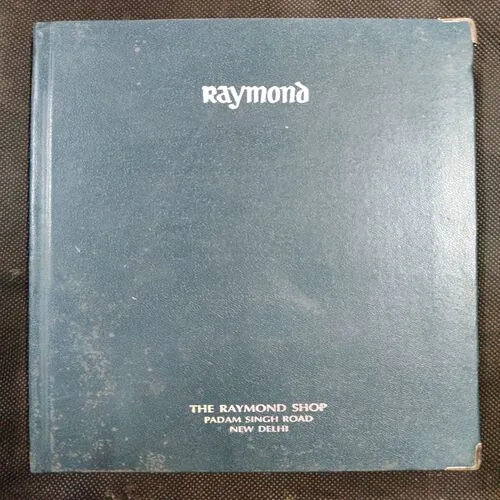 Raymond
THE RAYMOND SHOP
PADAM SINGH ROAD
NEW DELHI